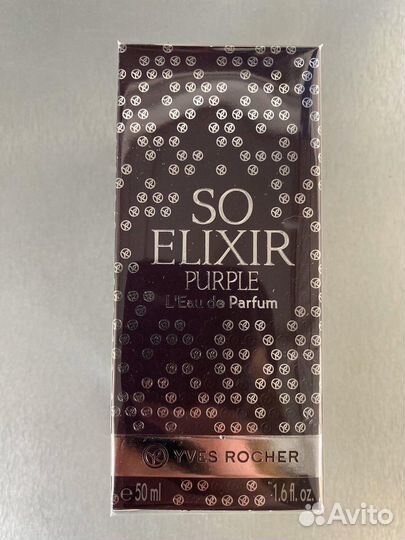 SO
ELIXIR
PURPLE
L'Eau de Parfum
YVES ROCHER
e 50 ml 1.6 fl. oz.
Avito